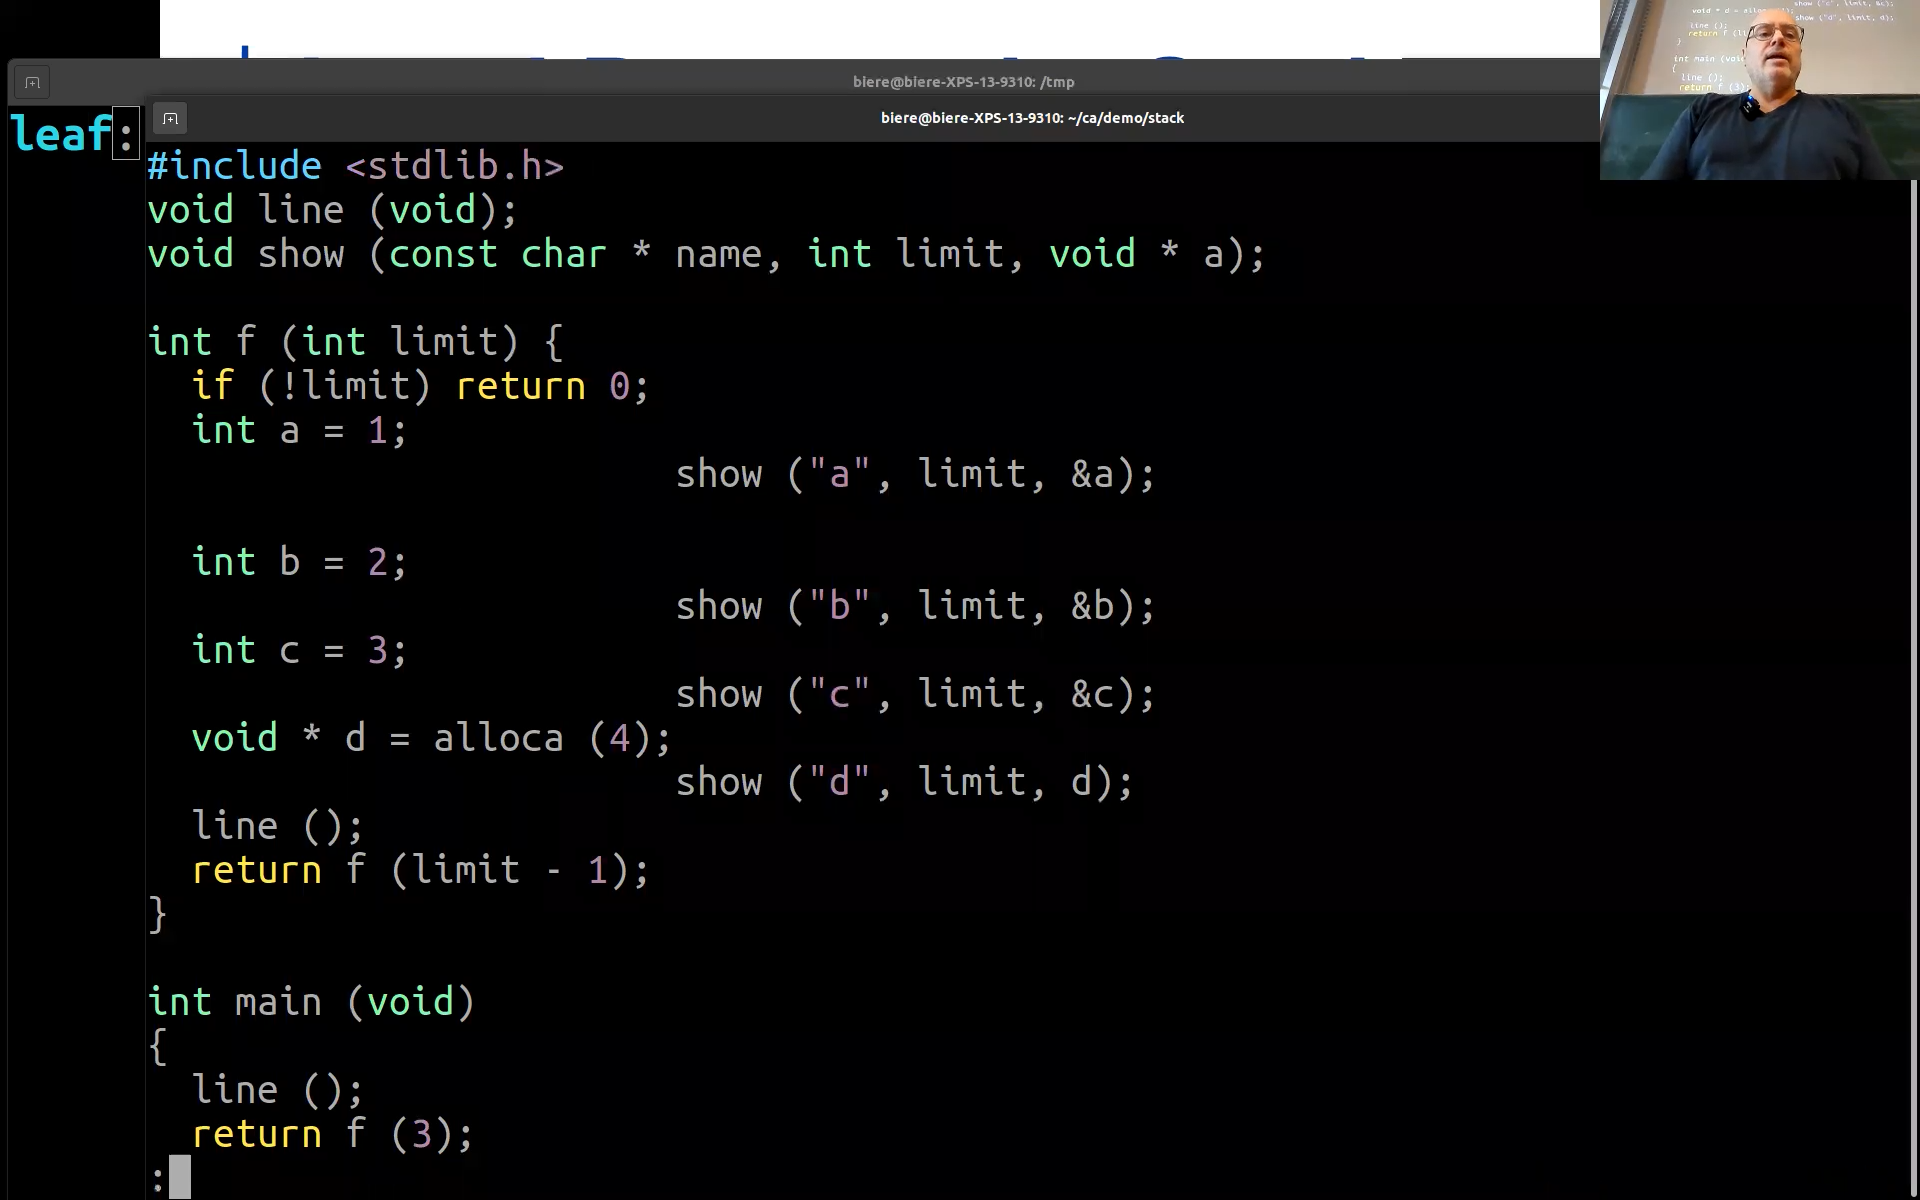 biere@biere-XPS-13-9310: /tmp
leaf:
biere@biere-XPS-13-9310: ~/ca/demo/stack
#include <stdlib.h>
void line (void);
void show (const char * name, int limit, void * a);
int f (int limit) {
if (!limit) return 0;
int a = 1;
show ("a", limit, &a);
int b = 2;
show ("b", limit, &b);
int c = 3;
show ("c", limit, &c);
void * d = alloca (4);
show ("d", limit, d);
line ();
return f (limit - 1);
}
int main (void)
{
line ();
return f (3);
: